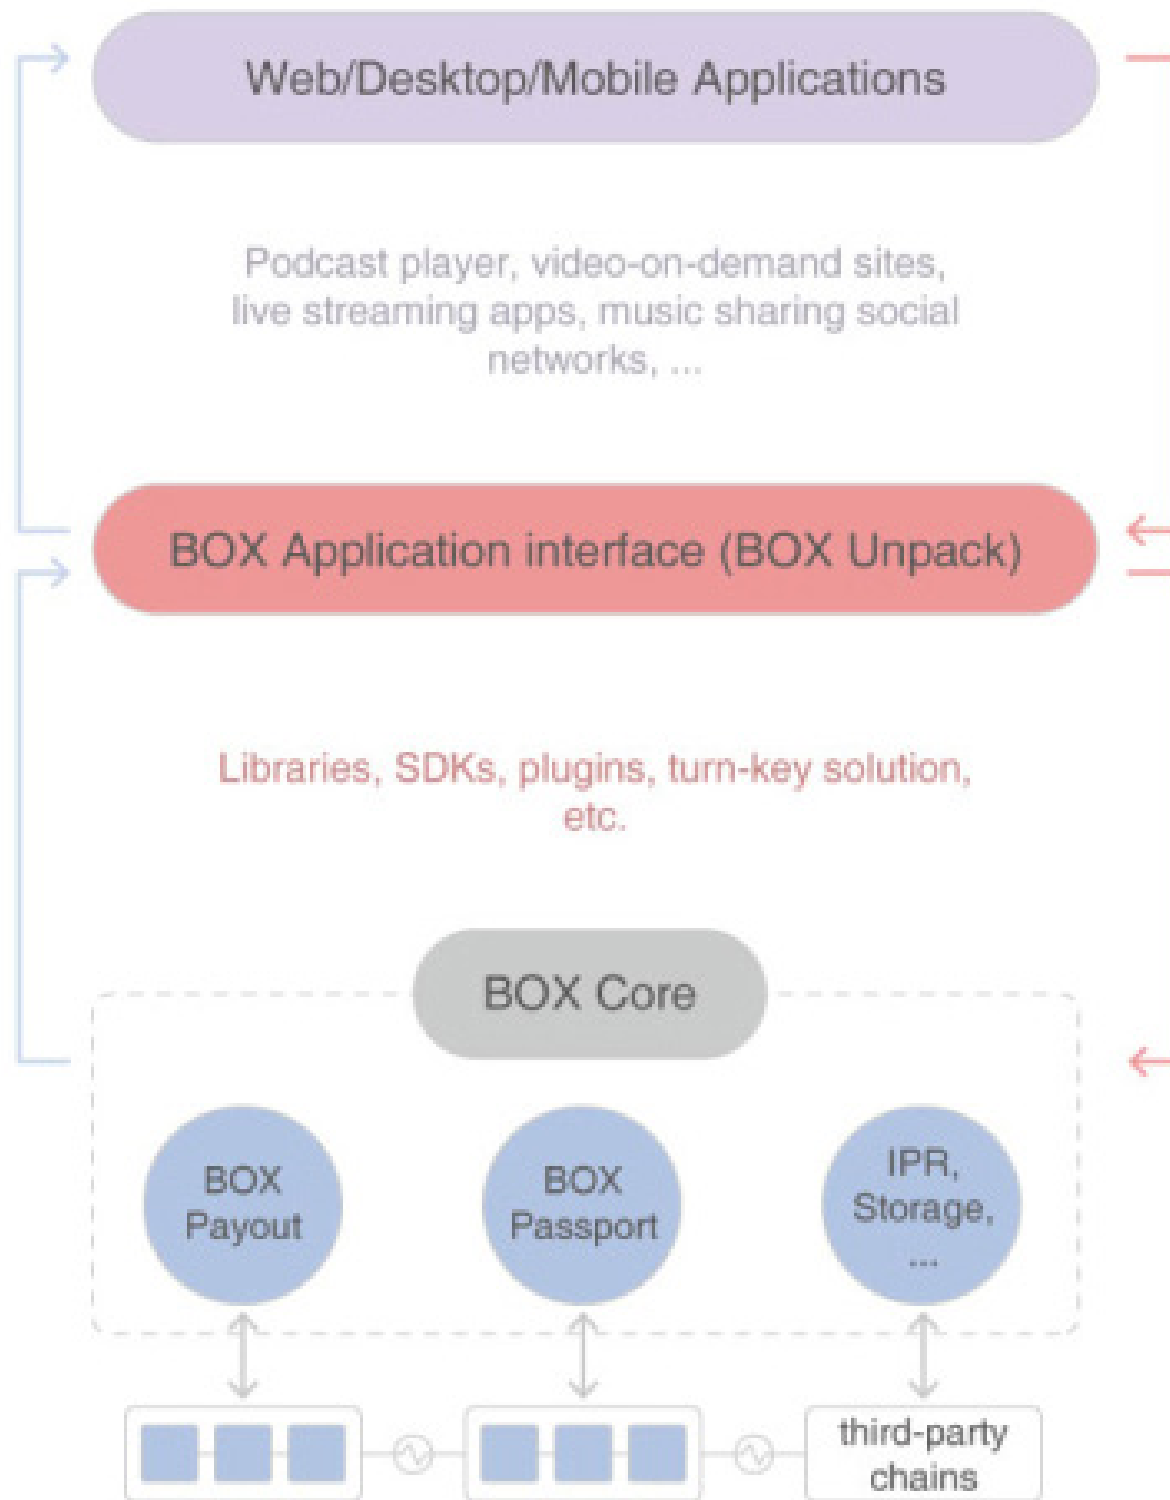 Web/Desktop/Mobile Applications
Podcast player, video-on-demand sites,
live streaming apps, music sharing social
networks, ...
BOX Application interface (BOX Unpack)
Libraries, SDKs, plugins, turn-key solution,
etc.
BOX Core
BOX
Payout
BOX
Passport
IPR,
Storage,
...
third-party
chains